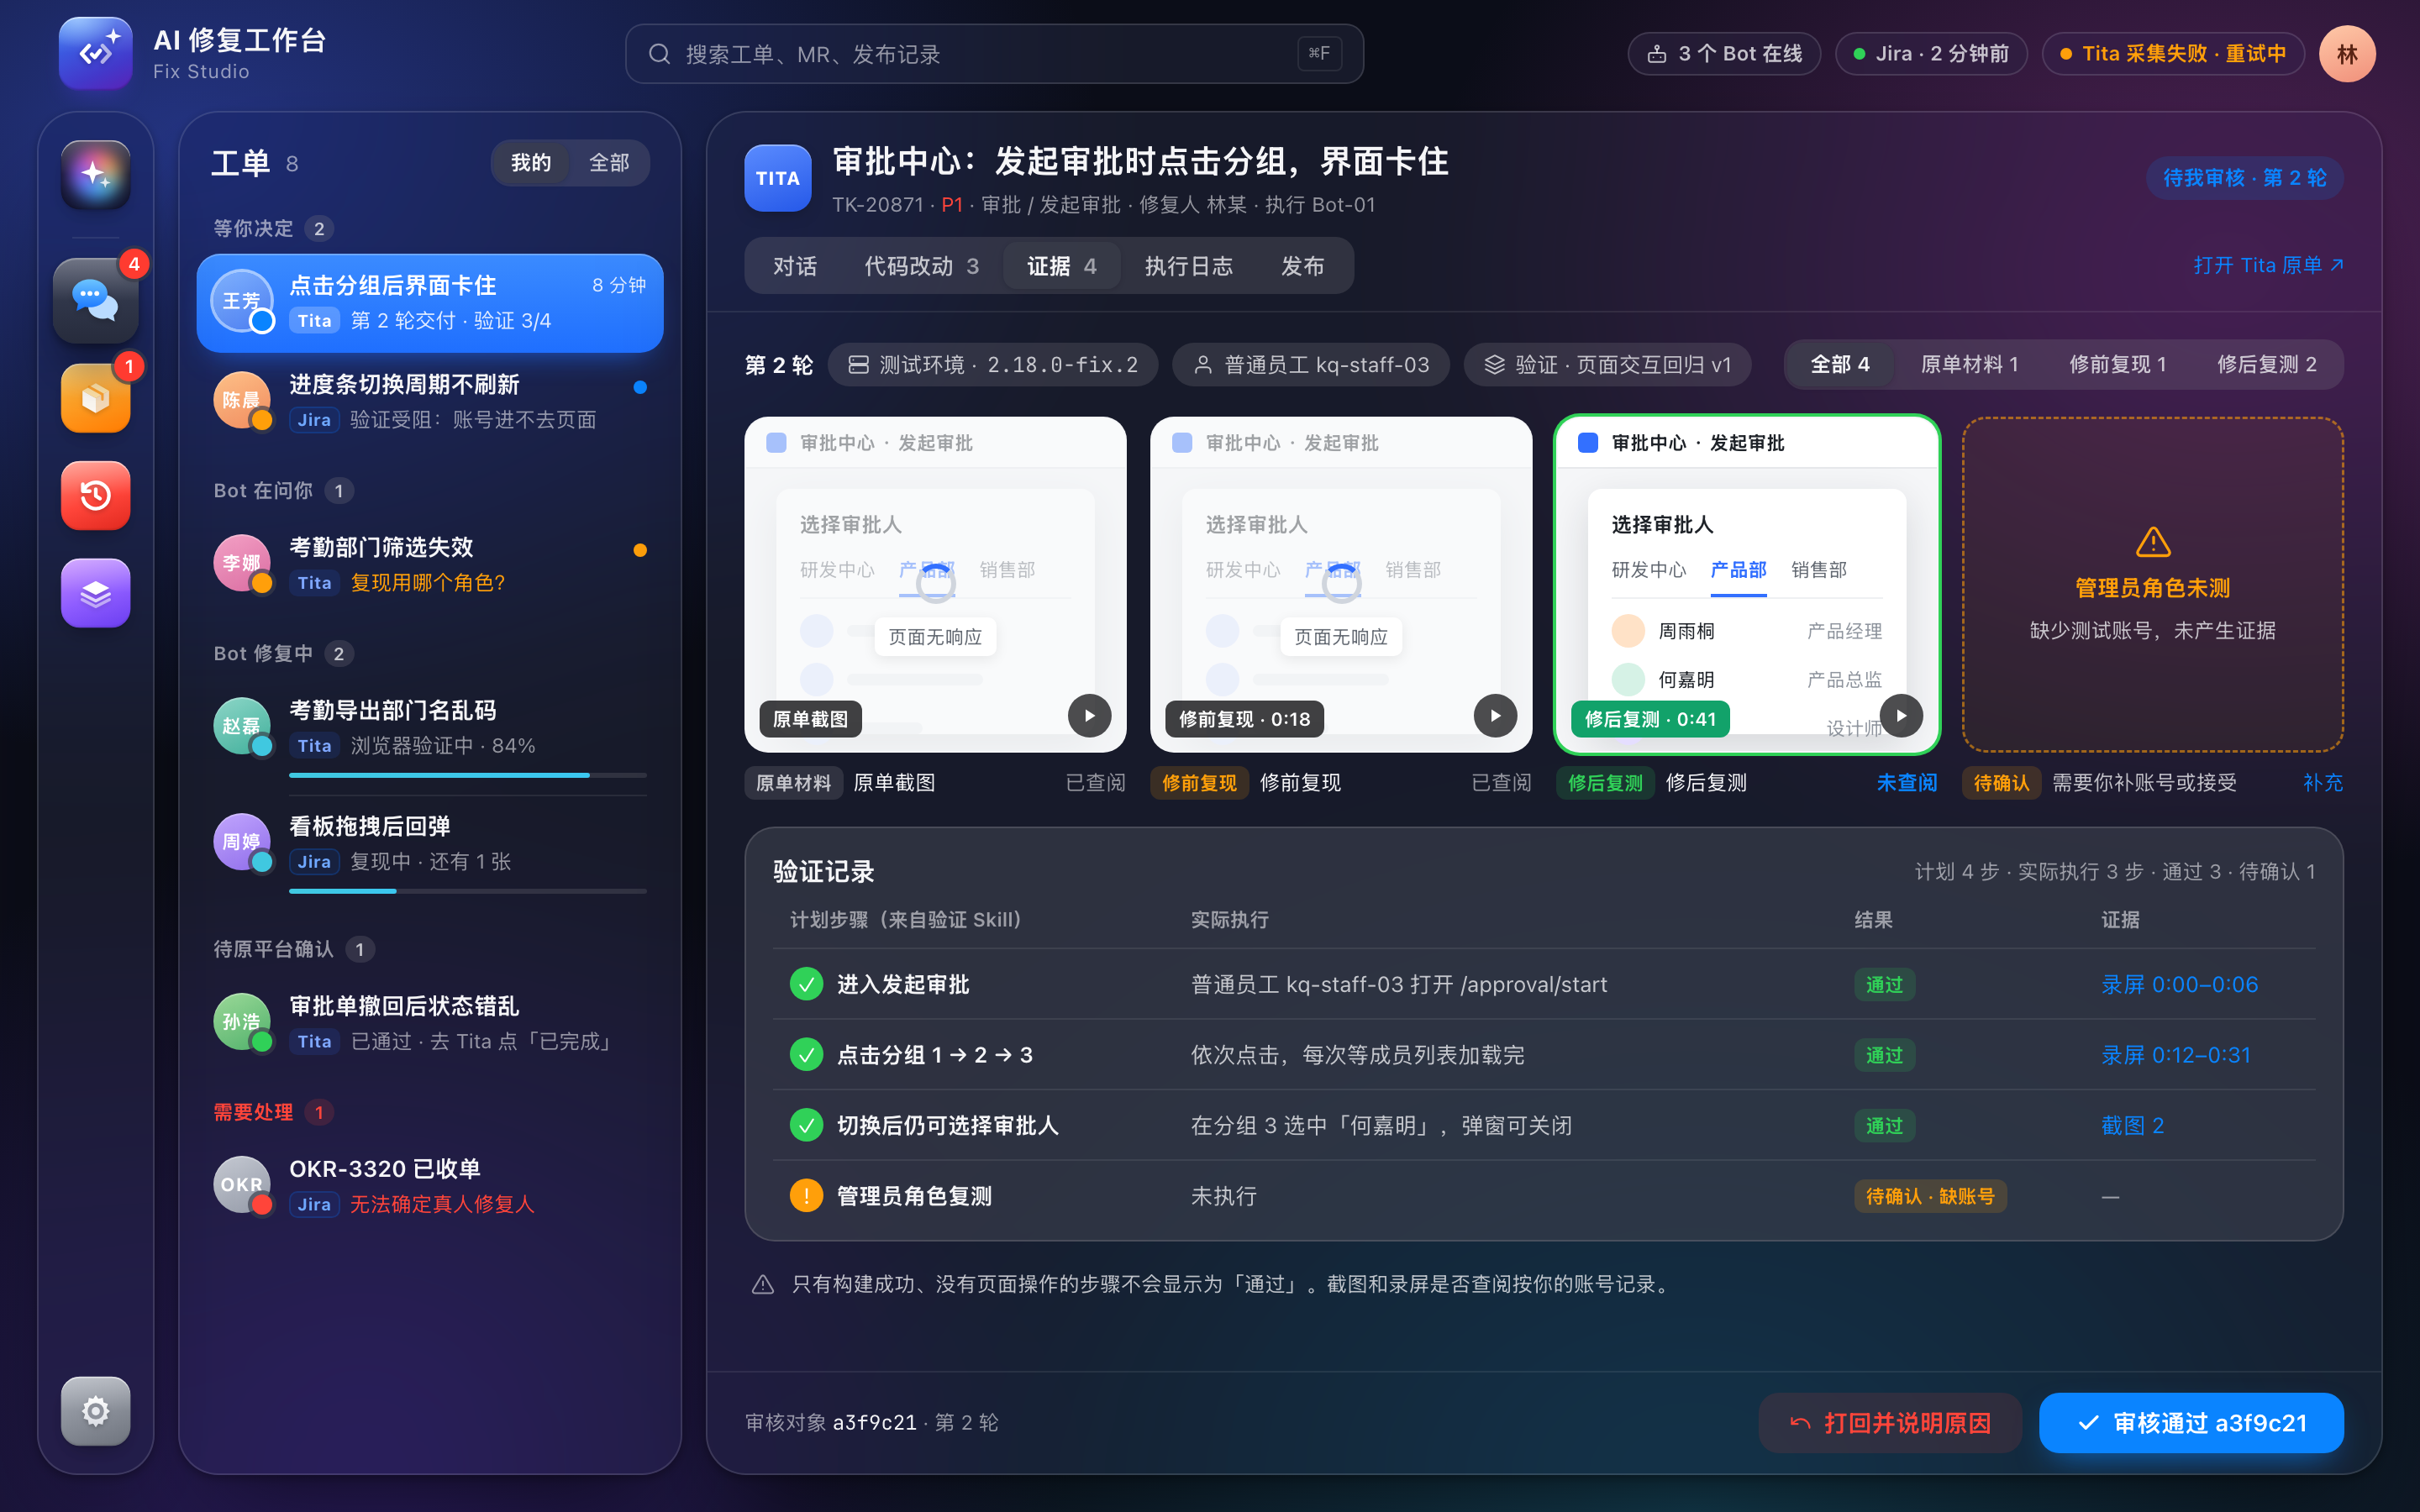 AI 修复工作台
Fix Studio
搜索工单、MR、发布记录
⌘F
3 个 Bot 在线
Jira · 2 分钟前
Tita 采集失败 · 重试中
林
4
1
工单 8
我的
全部
等你决定 2
王芳
点击分组后界面卡住
8 分钟
Tita 第 2 轮交付 · 验证 3/4
陈晨
进度条切换周期不刷新
Jira 验证受阻：账号进不去页面
Bot 在问你 1
李娜
考勤部门筛选失效
Tita 复现用哪个角色?
Bot 修复中 2
赵磊
考勤导出部门名乱码
Tita 浏览器验证中 · 84%
周婷
看板拖拽后回弹
Jira 复现中 · 还有 1 张
待原平台确认 1
孙浩
审批单撤回后状态错乱
Tita 已通过 · 去 Tita 点「已完成」
需要处理 1
OKR
OKR-3320 已收单
Jira 无法确定真人修复人
TITA
审批中心：发起审批时点击分组，界面卡住
TK-20871 · P1 · 审批 / 发起审批 · 修复人 林某 · 执行 Bot-01
待我审核 · 第 2 轮
对话
代码改动 3
证据 4
执行日志
发布
打开 Tita 原单 ↗
第 2 轮
测试环境 · 2.18.0-fix.2
普通员工 kq-staff-03
验证 · 页面交互回归 v1
全部 4
原单材料 1
修前复现 1
修后复测 2
审批中心 · 发起审批
选择审批人
研发中心
产品部
销售部
页面无响应
原单截图
原单材料 原单截图
已查阅
审批中心 · 发起审批
选择审批人
研发中心
产品部
销售部
页面无响应
修前复现 · 0:18
修前复现 修前复现
已查阅
审批中心 · 发起审批
选择审批人
研发中心
产品部
销售部
周雨桐
产品经理
何嘉明
产品总监
设计师
修后复测 · 0:41
修后复测 修后复测
未查阅
管理员角色未测
缺少测试账号，未产生证据
待确认 需要你补账号或接受
补充
验证记录
计划 4 步 · 实际执行 3 步 · 通过 3 · 待确认 1
计划步骤（来自验证 Skill）
实际执行
结果
证据
进入发起审批
普通员工 kq-staff-03 打开 /approval/start
通过
录屏 0:00–0:06
点击分组 1 → 2 → 3
依次点击，每次等成员列表加载完
通过
录屏 0:12–0:31
切换后仍可选择审批人
在分组 3 选中「何嘉明」，弹窗可关闭
通过
截图 2
管理员角色复测
未执行
待确认 · 缺账号
—
只有构建成功、没有页面操作的步骤不会显示为「通过」。截图和录屏是否查阅按你的账号记录。
审核对象 a3f9c21 · 第 2 轮
打回并说明原因
审核通过 a3f9c21